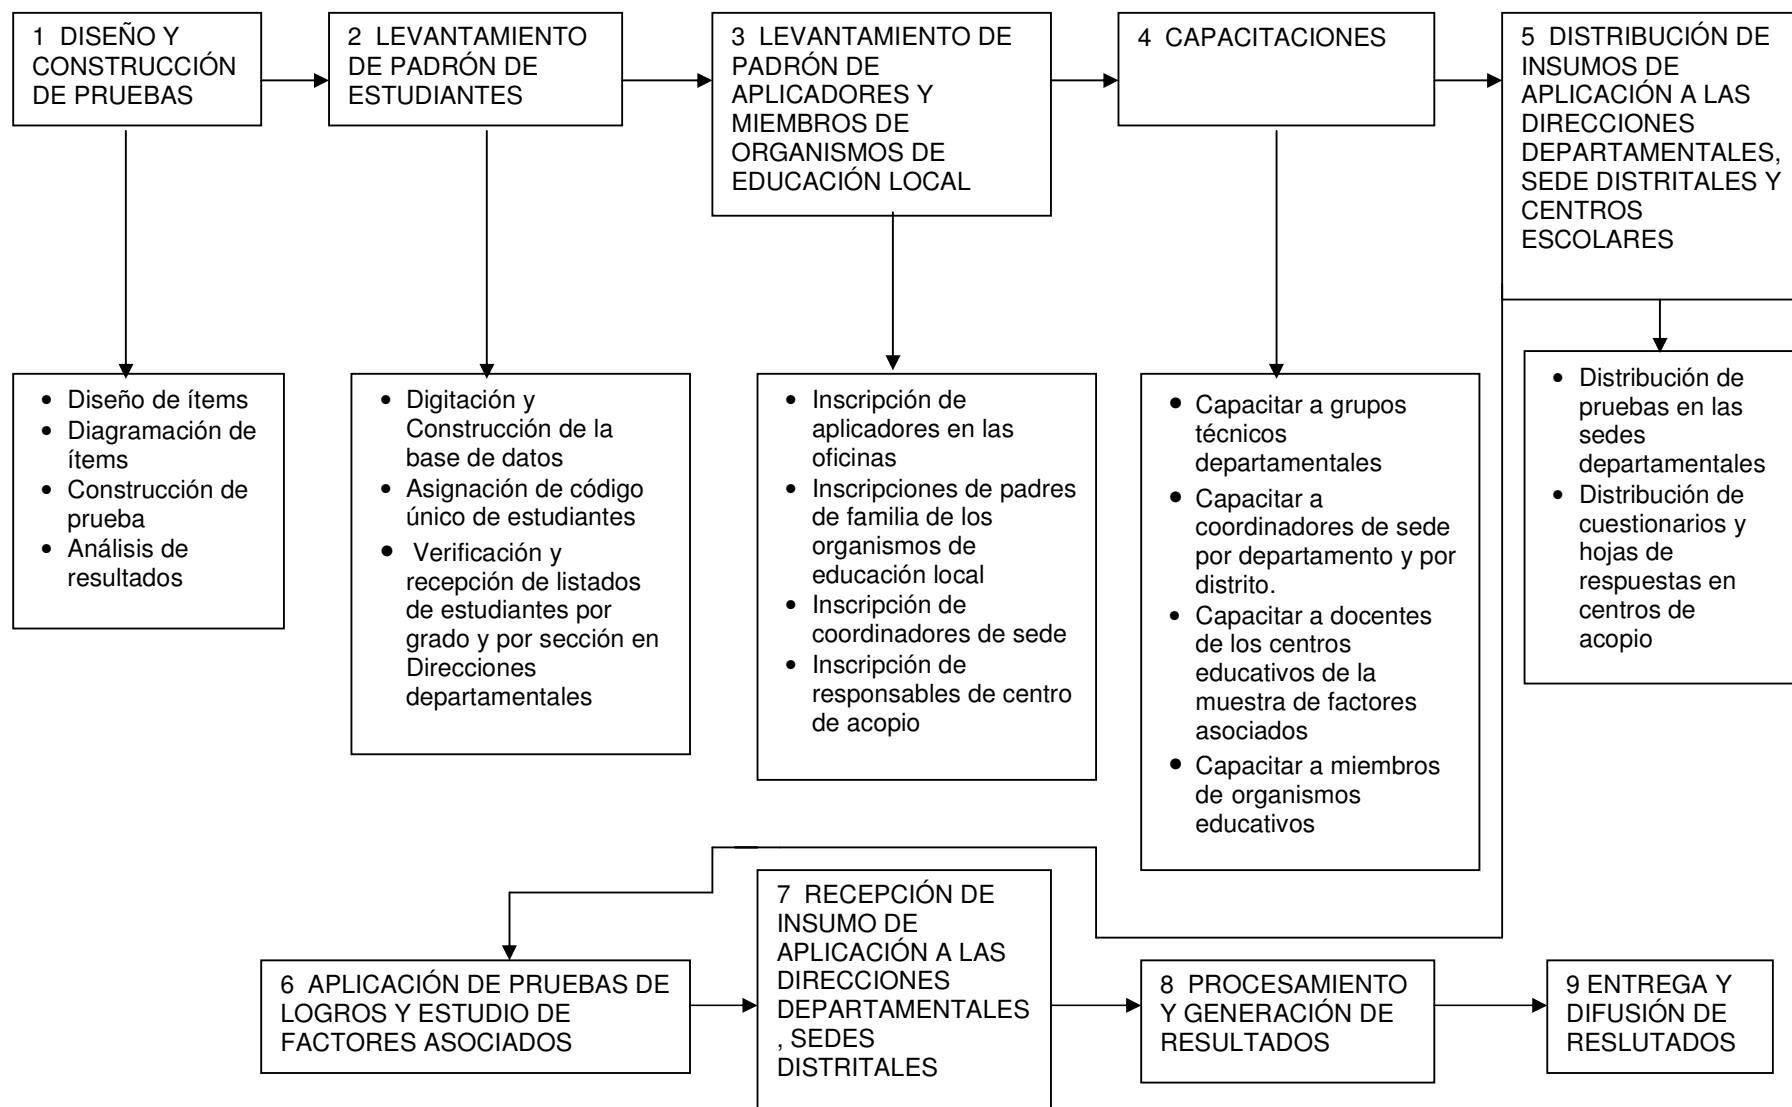 1 DISEÑO Y
CONSTRUCCIÓN
DE PRUEBAS
2 LEVANTAMIENTO
DE PADRÓN DE
ESTUDIANTES
3 LEVANTAMIENTO DE
PADRÓN DE
APLICADORES Y
MIEMBROS DE
ORGANISMOS DE
EDUCACIÓN LOCAL
4 CAPACITACIONES
5 DISTRIBUCIÓN DE
INSUMOS DE
APLICACIÓN A LAS
DIRECCIONES
DEPARTAMENTALES,
SEDE DISTRITALES Y
CENTROS
ESCOLARES
• Diseño de ítems
• Diagramación de
ítems
• Construcción de
prueba
• Análisis de
resultados
• Digitación y
Construcción de la
base de datos
• Asignación de código
único de estudiantes
• Verificación y
recepción de listados
de estudiantes por
grado y por sección en
Direcciones
departamentales
• Inscripción de
aplicadores en las
oficinas
• Inscripciones de padres
de familia de los
organismos de
educación local
• Inscripción de
coordinadores de sede
• Inscripción de
responsables de centro
de acopio
• Capacitar a grupos
técnicos
departamentales
• Capacitar a
coordinadores de sede
por departamento y por
distrito.
• Capacitar a docentes
de los centros
educativos de la
muestra de factores
asociados
• Capacitar a miembros
de organismos
educativos
• Distribución de
pruebas en las
sedes
departamentales
• Distribución de
cuestionarios y
hojas de
respuestas en
centros de
acopio
6 APLICACIÓN DE PRUEBAS DE
LOGROS Y ESTUDIO DE
FACTORES ASOCIADOS
7 RECEPCIÓN DE
INSUMO DE
APLICACIÓN A LAS
DIRECCIONES
DEPARTAMENTALES
, SEDES
DISTRITALES
8 PROCESAMIENTO
Y GENERACIÓN DE
RESULTADOS
9 ENTREGA Y
DIFUSIÓN DE
RESLUTADOS